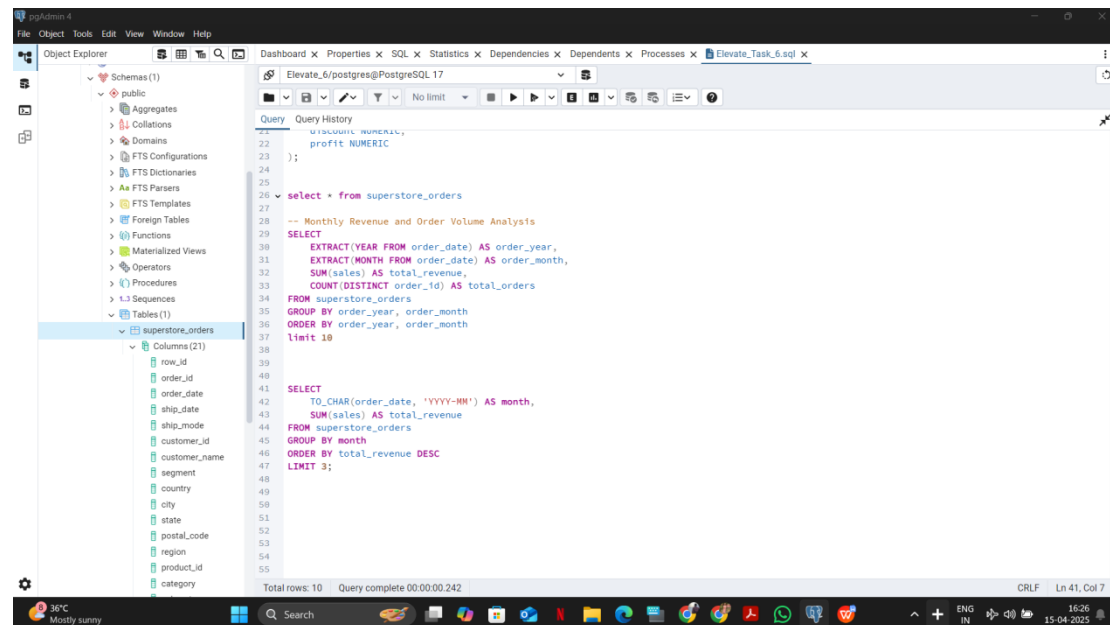 pgAdmin 4
File Object Tools Edit View Window Help
Object Explorer
Dashboard Properties SQL Statistics Dependencies Dependents Processes Elevate_Task_6.sql
Schemas (1)
public
Aggregates
Collations
Domains
FTS Configurations
FTS Dictionaries
FTS Parsers
FTS Templates
Foreign Tables
Functions
Materialized Views
Operators
Procedures
1..3 Sequences
Tables (1)
superstore_orders
Columns (21)
row_id
order_id
order_date
ship_date
ship_mode
customer_id
customer_name
segment
country
city
state
postal_code
region
product_id
category
Elevate_6/postgres@PostgreSQL 17
No limit
Query Query History
21 discount NUMERIC,
22 profit NUMERIC
23 );
24
25
26 select * from superstore_orders
27
28 -- Monthly Revenue and Order Volume Analysis
29 SELECT
30 EXTRACT(YEAR FROM order_date) AS order_year,
31 EXTRACT(MONTH FROM order_date) AS order_month,
32 SUM(sales) AS total_revenue,
33 COUNT(DISTINCT order_id) AS total_orders
34 FROM superstore_orders
35 GROUP BY order_year, order_month
36 ORDER BY order_year, order_month
37 limit 10
38
39
40
41 SELECT
42 TO_CHAR(order_date, 'YYYY-MM') AS month,
43 SUM(sales) AS total_revenue
44 FROM superstore_orders
45 GROUP BY month
46 ORDER BY total_revenue DESC
47 LIMIT 3;
48
49
50
51
52
53
54
55
Total rows: 10 Query complete 00:00:00.242 CRLF Ln 41, Col 7
36°C
Mostly sunny
Search
ENG
IN
16:26
15-04-2025